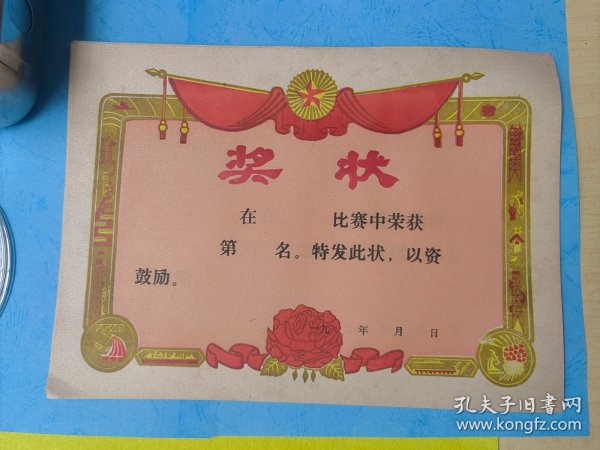 奖状
在 比赛中荣获
第 名。特发此状，以资
鼓励。
一九 年 月 日
孔夫子旧书网
www.kongfz.com